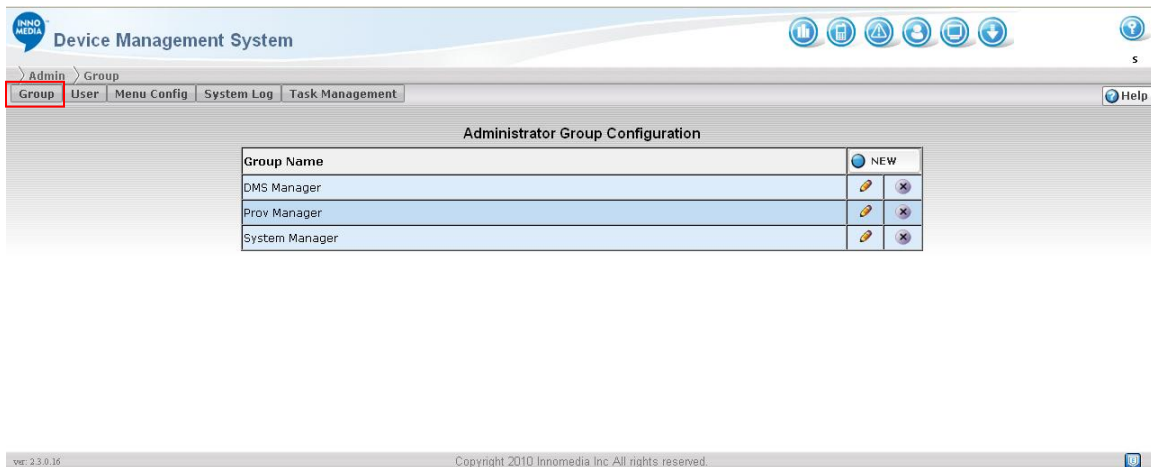 INNO
MEDIA
Device Management System
s
Admin Group
Group User Menu Config System Log Task Management Help
Administrator Group Configuration
Group Name NEW
DMS Manager
Prov Manager
System Manager
ver: 2.3.0.16 Copyright 2010 Innomedia Inc All rights reserved.